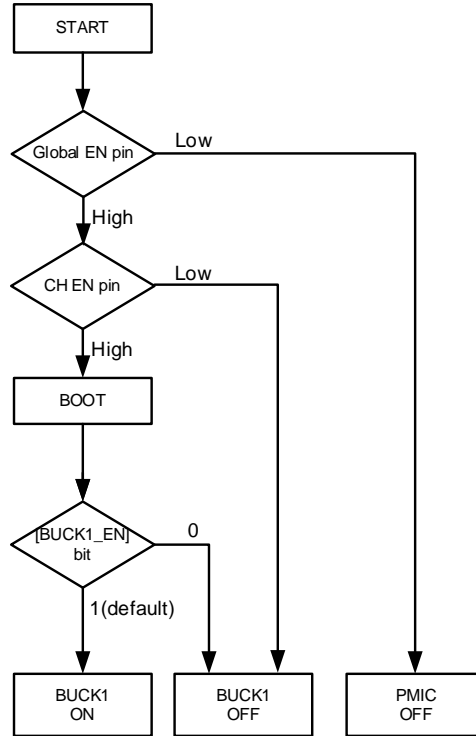 START
Global EN pin
Low
High
CH EN pin
Low
High
BOOT
[BUCK1_EN]
bit
0
1(default)
BUCK1
ON
BUCK1
OFF
PMIC
OFF